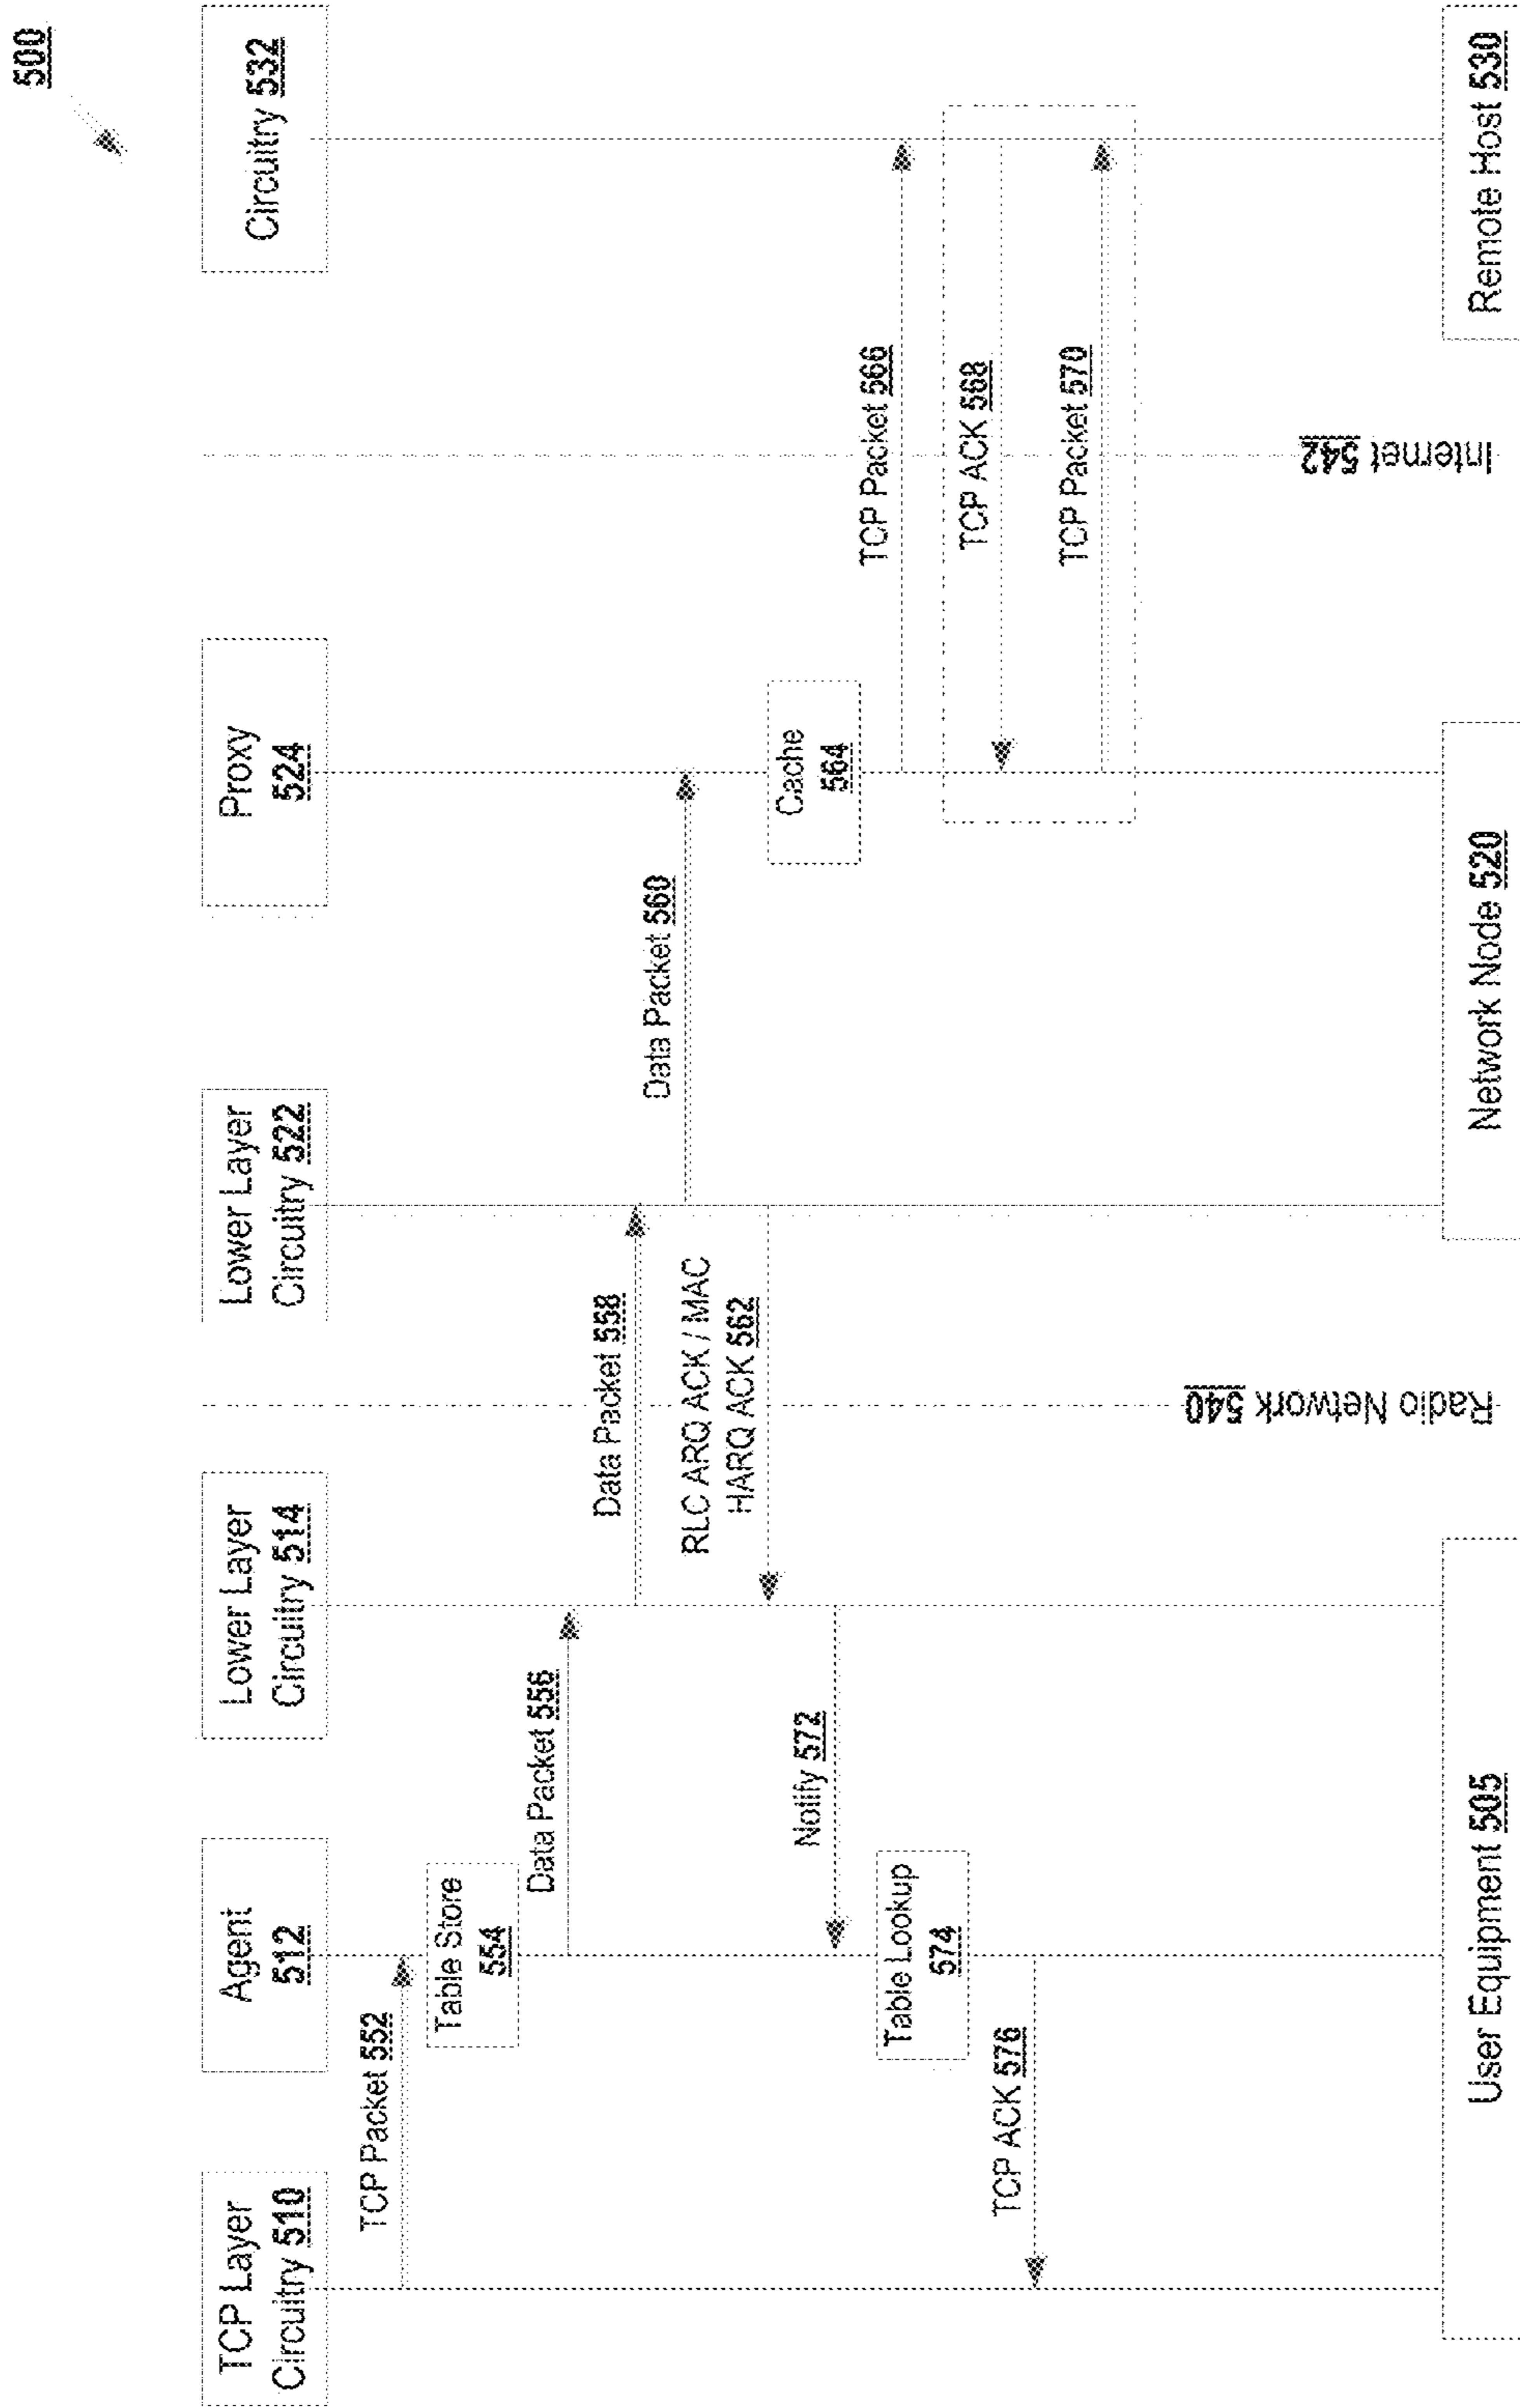 500
TCP Layer
Circuitry 510
Agent
512
Lower Layer
Circuitry 514
Lower Layer
Circuitry 522
Proxy
524
Circuitry 532
TCP Packet 552
Table Store
554
Data Packet 556
Data Packet 558
Data Packet 560
RLC ARQ ACK / MAC
HARQ ACK 562
Cache
564
Notify 572
TCP Packet 566
Table Lookup
574
TCP ACK 568
TCP ACK 576
TCP Packet 570
Radio Network 540
Internet 542
User Equipment 505
Network Node 520
Remote Host 530